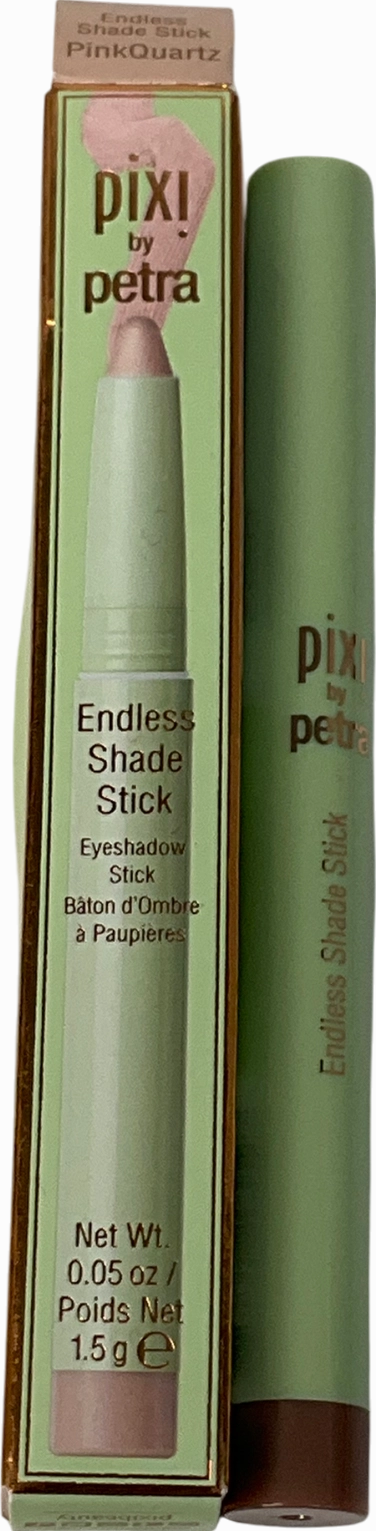 Endless
Shade Stick
PinkQuartz
pixi
by
petra
Endless
Shade
Stick
Eyeshadow
Stick
Bâton d'Ombre
à Paupières
Net Wt.
0.05 oz /
Poids Net
1.5 g e
pixi
by
petra
Endless Shade Stick
pixibeauty